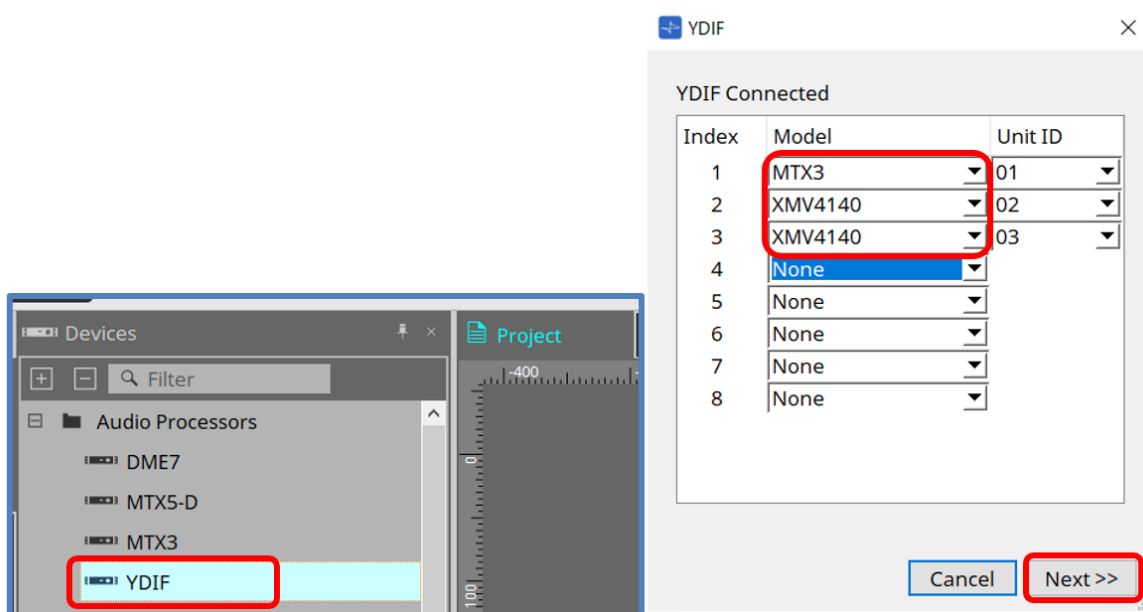 Devices
Filter
Audio Processors
DME7
MTX5-D
MTX3
YDIF
Project
-400
0
100
YDIF
YDIF Connected
Index Model Unit ID
1 MTX3 01
2 XMV4140 02
3 XMV4140 03
4 None
5 None
6 None
7 None
8 None
Cancel Next >>